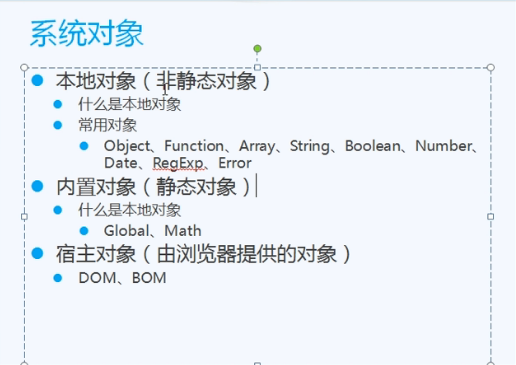 系统对象
本地对象（非静态对象）
什么是本地对象
常用对象
Object、Function、Array、String、Boolean、Number、
Date、RegExp、Error
内置对象（静态对象）
什么是本地对象
Global、Math
宿主对象（由浏览器提供的对象）
DOM、BOM